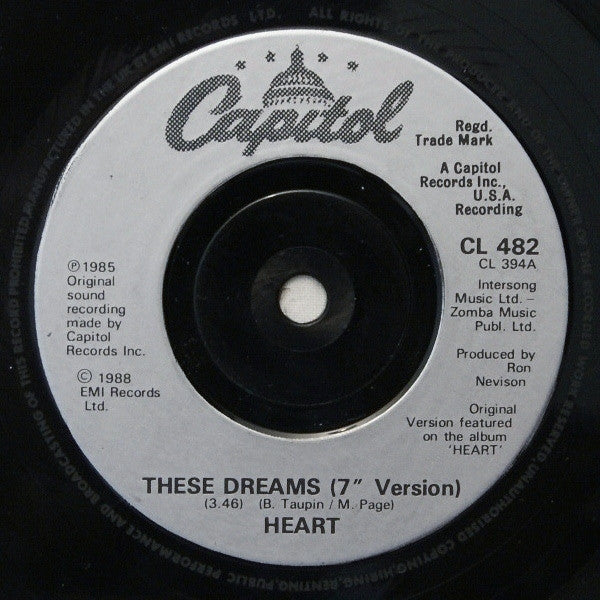 Capitol
Regd.
Trade Mark
A Capitol
Records Inc.,
U.S.A.
Recording
CL 482
CL 394A
℗ 1985
Original
sound
recording
made by
Capitol
Records Inc.
© 1988
EMI Records
Ltd.
Intersong
Music Ltd. –
Zomba Music
Publ. Ltd.
Produced by
Ron
Nevison
Original
Version featured
on the album
'HEART'
THESE DREAMS (7" Version)
(3.46) (B. Taupin / M. Page)
HEART